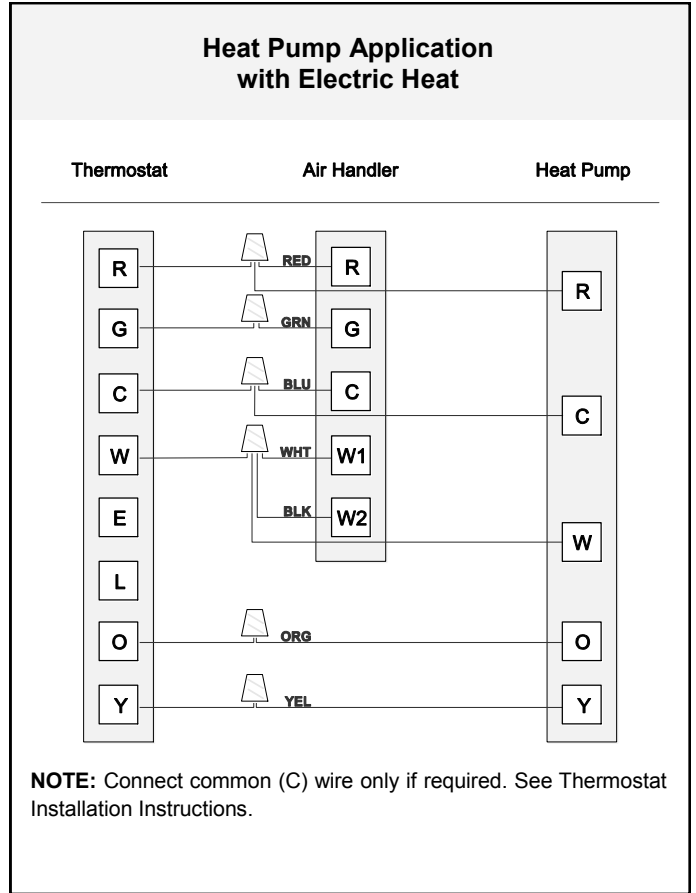 Heat Pump Application
with Electric Heat
Thermostat Air Handler Heat Pump
R RED R
R
G GRN G
C BLU C
C
W WHT W1
E BLK W2
W
L
O ORG O
Y YEL Y
NOTE: Connect common (C) wire only if required. See Thermostat
Installation Instructions.